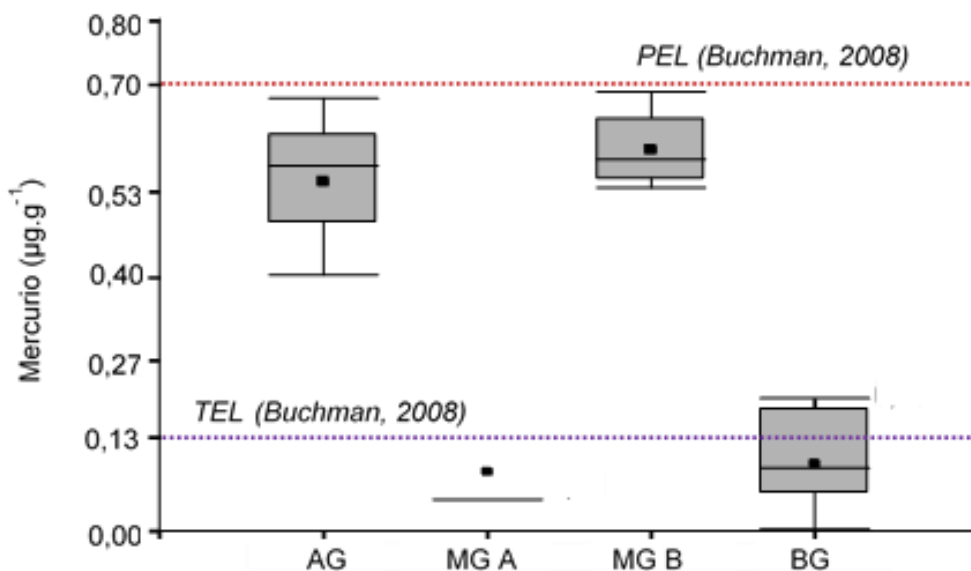 0,80
PEL (Buchman, 2008)
0,70
0,53
Mercurio (µg.g⁻¹)
0,40
0,27
TEL (Buchman, 2008)
0,13
0,00
AG MG A MG B BG